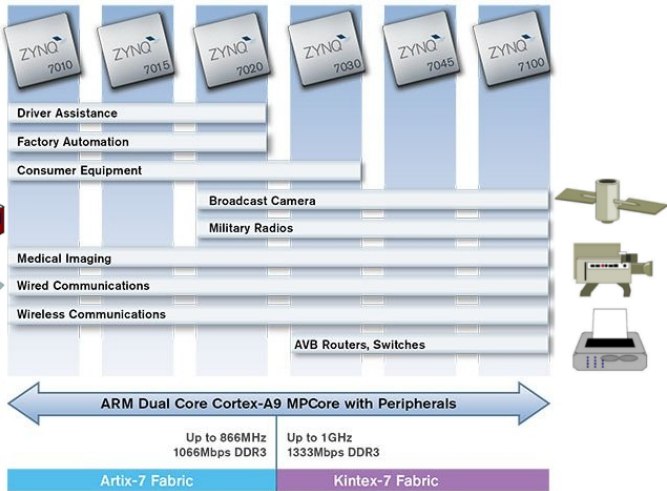 ZYNQ
7010
ZYNQ
7015
ZYNQ
7020
ZYNQ
7030
ZYNQ
7045
ZYNQ
7100
Driver Assistance
Factory Automation
Consumer Equipment
Broadcast Camera
Military Radios
Medical Imaging
Wired Communications
Wireless Communications
AVB Routers, Switches
ARM Dual Core Cortex-A9 MPCore with Peripherals
Up to 866MHz
1066Mbps DDR3
Up to 1GHz
1333Mbps DDR3
Artix-7 Fabric
Kintex-7 Fabric